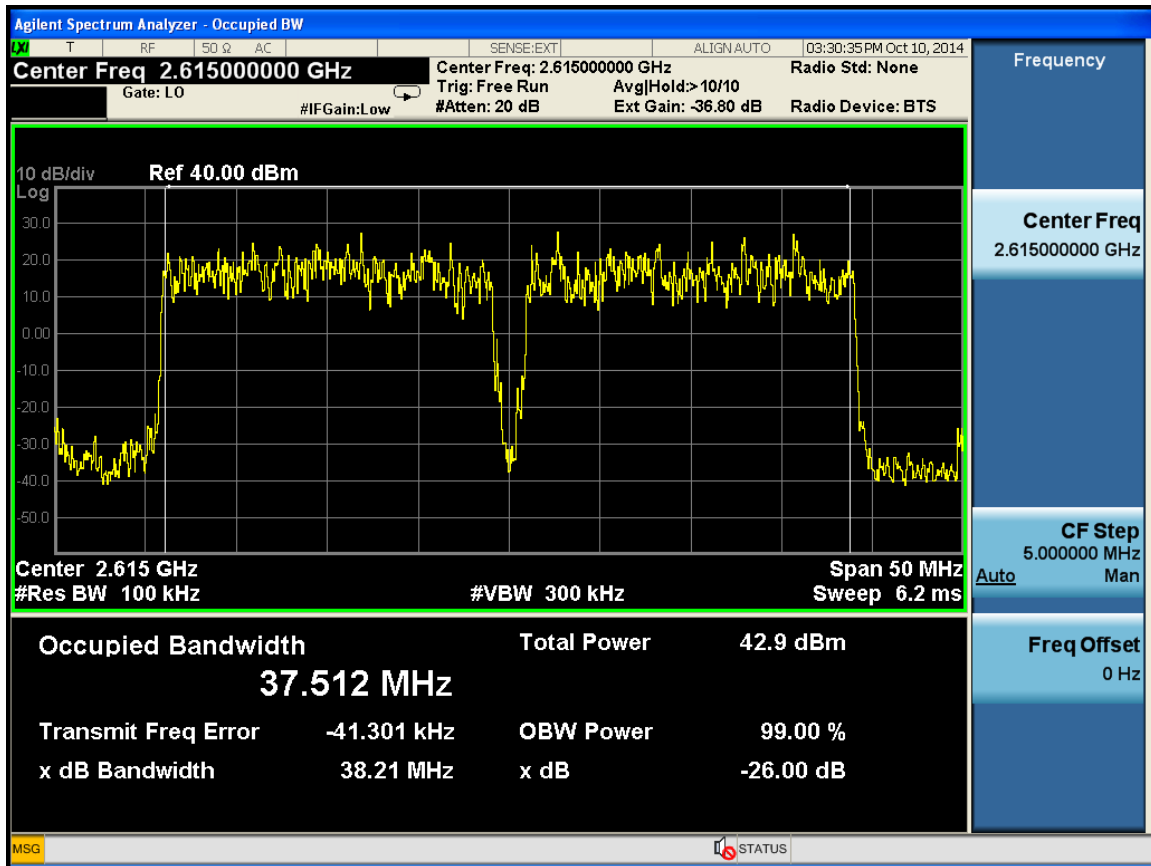 Agilent Spectrum Analyzer - Occupied BW
LXI T RF 50 Ω AC SENSE:EXT ALIGN AUTO 03:30:35 PM Oct 10, 2014
Center Freq 2.615000000 GHz
Gate: LO
#IFGain:Low
Center Freq: 2.615000000 GHz
Trig: Free Run Avg|Hold:> 10/10
#Atten: 20 dB Ext Gain: -36.80 dB
Radio Std: None
Radio Device: BTS
10 dB/div Ref 40.00 dBm
Log
30.0
20.0
10.0
0.00
-10.0
-20.0
-30.0
-40.0
-50.0
Center 2.615 GHz Span 50 MHz
#Res BW 100 kHz #VBW 300 kHz Sweep 6.2 ms
Occupied Bandwidth Total Power 42.9 dBm
37.512 MHz
Transmit Freq Error -41.301 kHz OBW Power 99.00 %
x dB Bandwidth 38.21 MHz x dB -26.00 dB
Frequency
Center Freq
2.615000000 GHz
CF Step
5.000000 MHz
Auto Man
Freq Offset
0 Hz
MSG STATUS